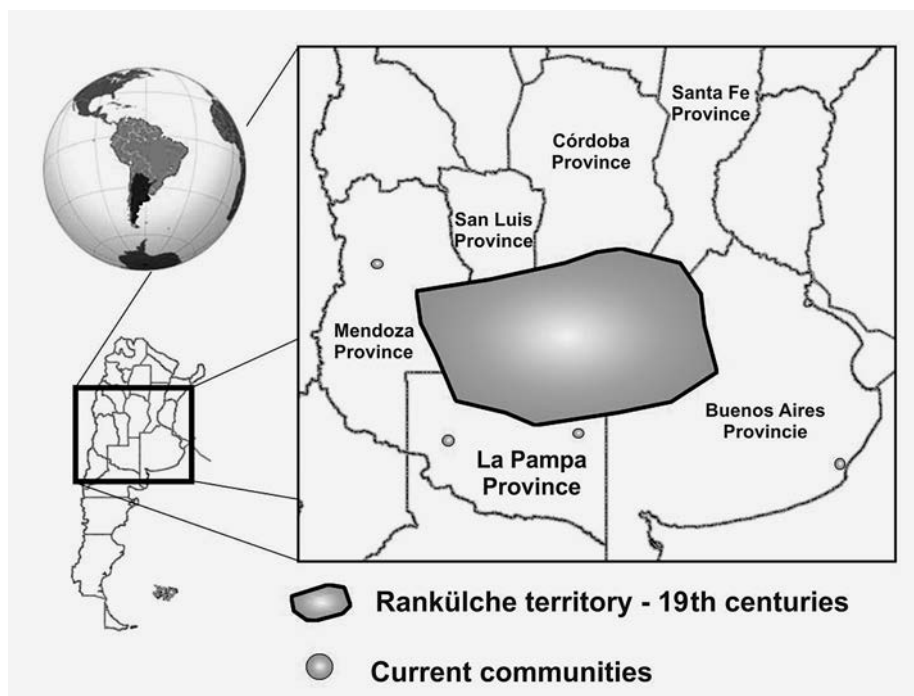 Santa Fe
Province
Córdoba
Province
San Luis
Province
Mendoza
Province
Buenos Aires
Provincie
La Pampa
Province
Rankülche territory - 19th centuries
Current communities